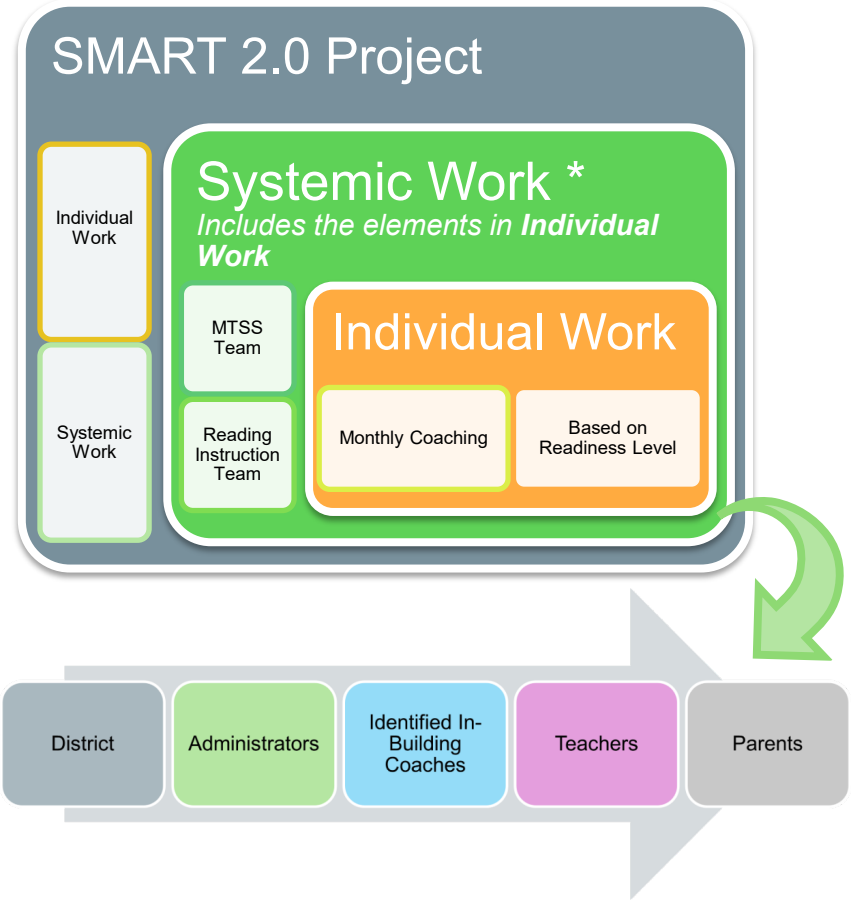 SMART 2.0 Project
Individual
Work
Systemic
Work
Systemic Work *
Includes the elements in Individual
Work
MTSS
Team
Reading
Instruction
Team
Individual Work
Monthly Coaching
Based on
Readiness Level
District
Administrators
Identified In-
Building
Coaches
Teachers
Parents